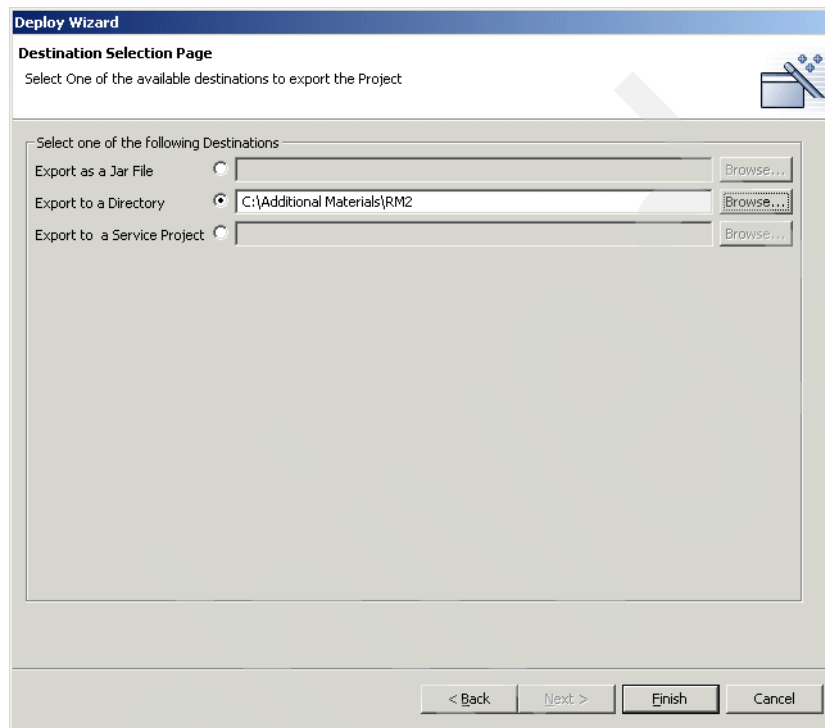 Deploy Wizard
Destination Selection Page
Select One of the available destinations to export the Project
Select one of the following Destinations
Export as a Jar File Browse...
Export to a Directory C:\Additional Materials\RM2 Browse...
Export to a Service Project Browse...
< Back Next > Finish Cancel